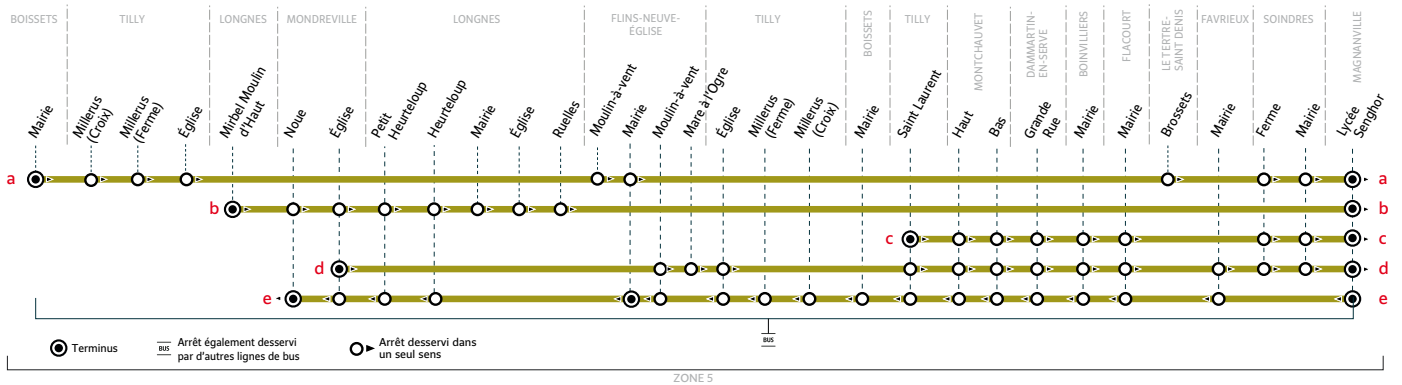 BOISSETS
TILLY
LONGNES
MONDREVILLE
LONGNES
FLINS-NEUVE-
ÉGLISE
TILLY
BOISSETS
TILLY
MONTCHAUVET
DAMMARTIN-
EN-SERVE
BOINVILLIERS
FLACOURT
LE TERTRE-
SAINT DENIS
FAVRIEUX
SOINDRES
MAGNANVILLE
Mairie
Millerus
(Croix)
Millerus
(Ferme)
Église
Mirbel Moulin
d'Haut
Noue
Église
Petit
Heurteloup
Heurteloup
Mairie
Église
Ruelles
Moulin-à-vent
Mairie
Moulin-à-vent
Mare à l'Ogre
Église
Millerus
(Ferme)
Millerus
(Croix)
Mairie
Saint Laurent
Haut
Bas
Grande
Rue
Mairie
Mairie
Brossets
Mairie
Ferme
Mairie
Lycée
Senghor
a a
b b
c c
d d
e e
BUS
Terminus
BUS
Arrêt également desservi
par d'autres lignes de bus
Arrêt desservi dans
un seul sens
ZONE 5